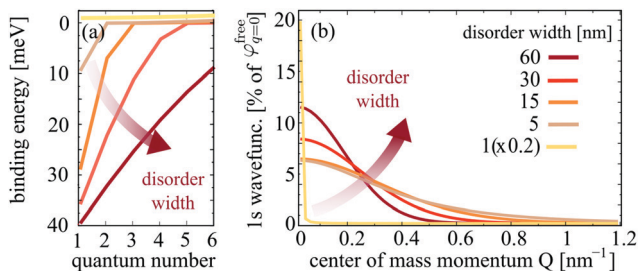 (a)
binding energy [meV]
0
10
20
30
40
disorder
width
1 2 3 4 5 6
quantum number
(b)
1s wavefunc. [% of φ^free_q=0]
20
15
10
5
0
disorder
width
disorder width [nm]
60
30
15
5
1(x0.2)
0 0.2 0.4 0.6 0.8 1
center of mass momentum Q [nm⁻¹]